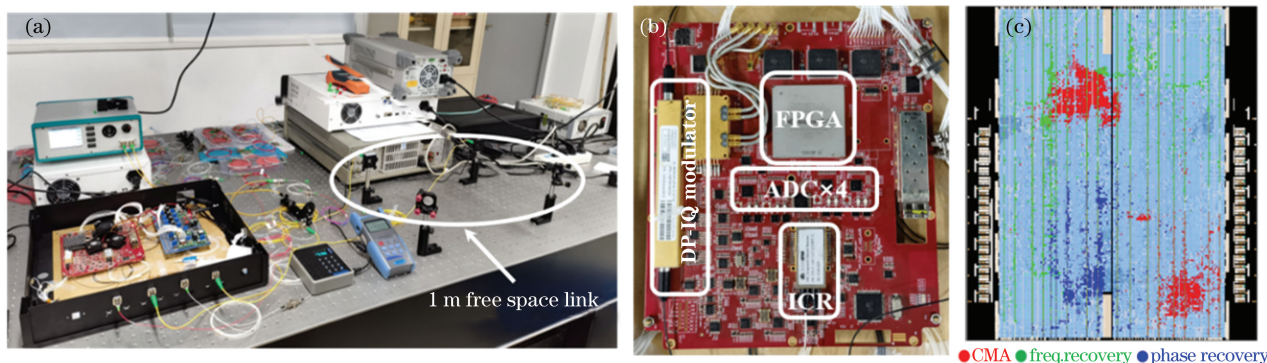 (a)
1 m free space link
(b)
DP-IQ modulator
FPGA
ADC×4
ICR
(c)
CMA freq.recovery phase recovery